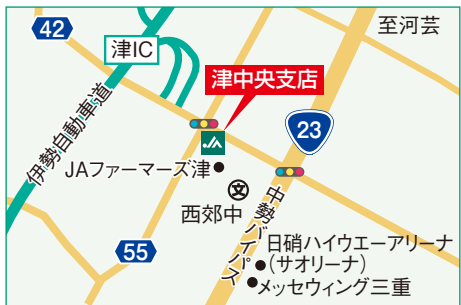 42
至河芸
津IC
津中央支店
23
伊勢自動車道
JA
JAファーマーズ津
文
西郊中
中勢バイパス
55
日硝ハイウエーアリーナ
(サオリーナ)
メッセウィング三重